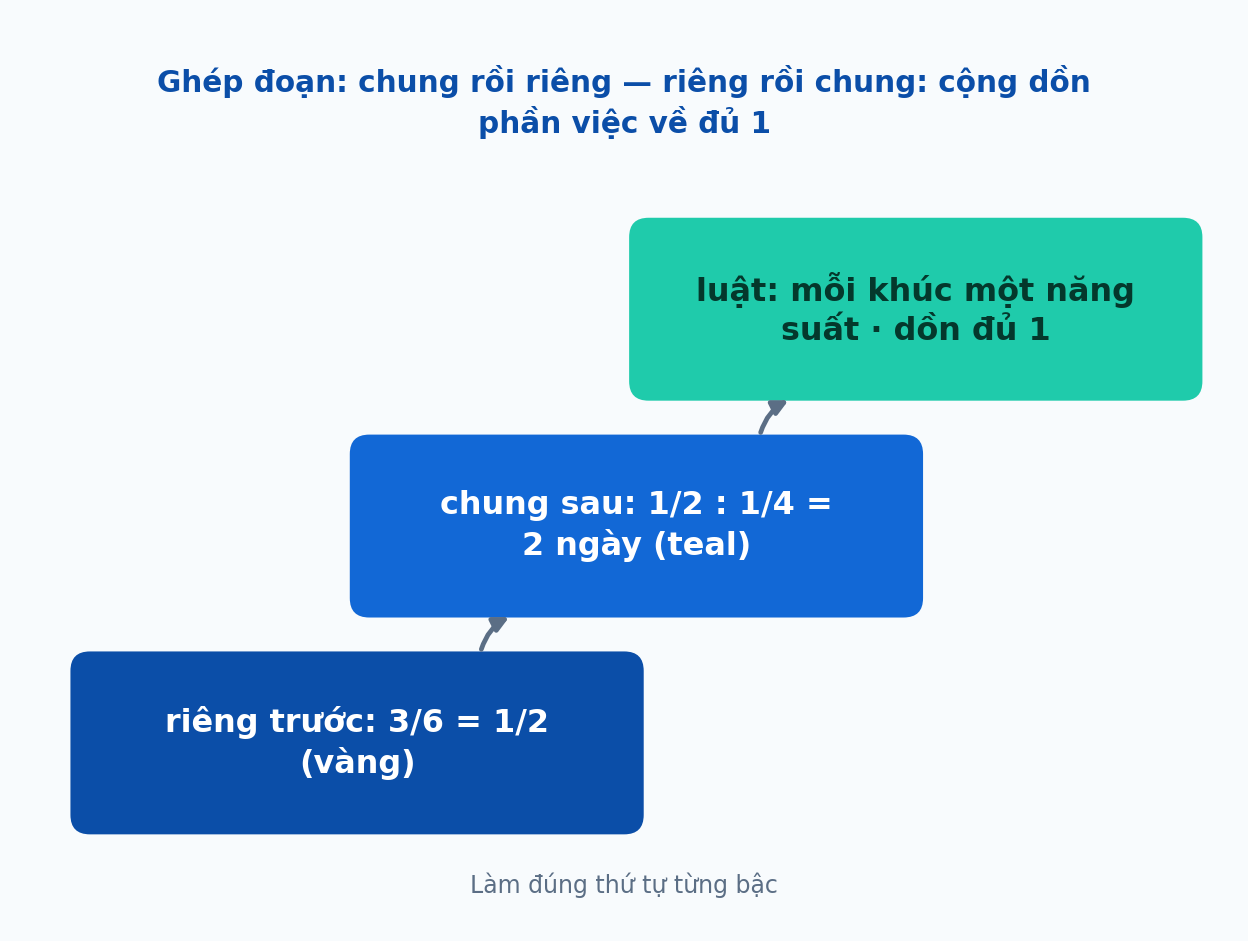 Ghép đoạn: chung rồi riêng — riêng rồi chung: cộng dồn
phần việc về đủ 1
luật: mỗi khúc một năng
suất · dồn đủ 1
chung sau: 1/2 : 1/4 =
2 ngày (teal)
riêng trước: 3/6 = 1/2
(vàng)
Làm đúng thứ tự từng bậc